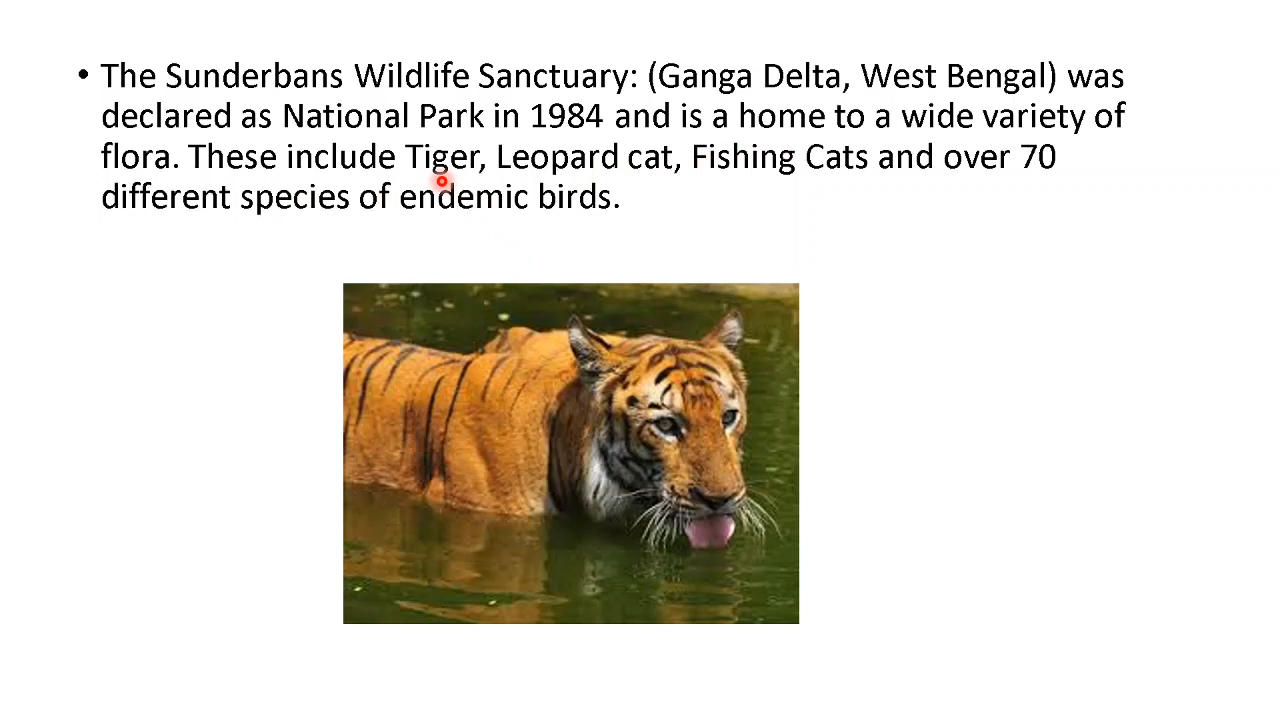 • The Sunderbans Wildlife Sanctuary: (Ganga Delta, West Bengal) was
declared as National Park in 1984 and is a home to a wide variety of
flora. These include Tiger, Leopard cat, Fishing Cats and over 70
different species of endemic birds.